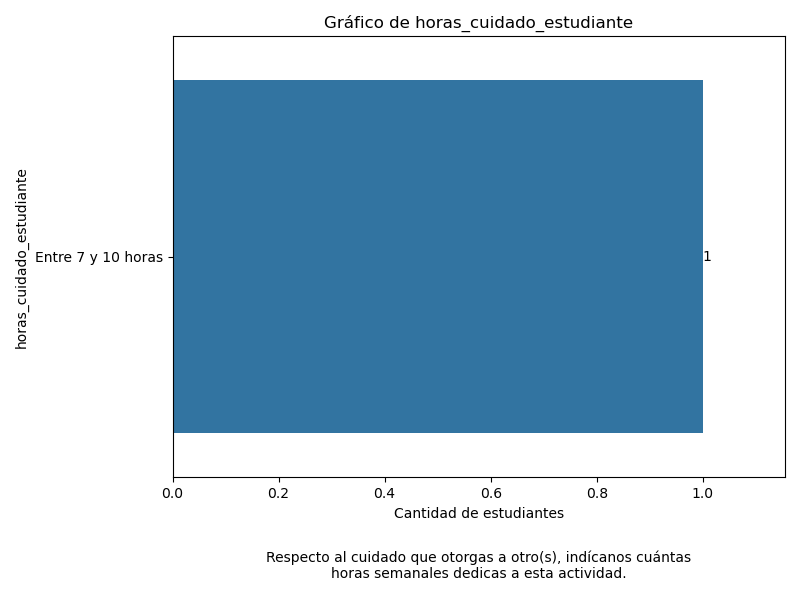 Gráfico de horas_cuidado_estudiante
horas_cuidado_estudiante
Entre 7 y 10 horas
1
0.0 0.2 0.4 0.6 0.8 1.0
Cantidad de estudiantes
Respecto al cuidado que otorgas a otro(s), indícanos cuántas
horas semanales dedicas a esta actividad.